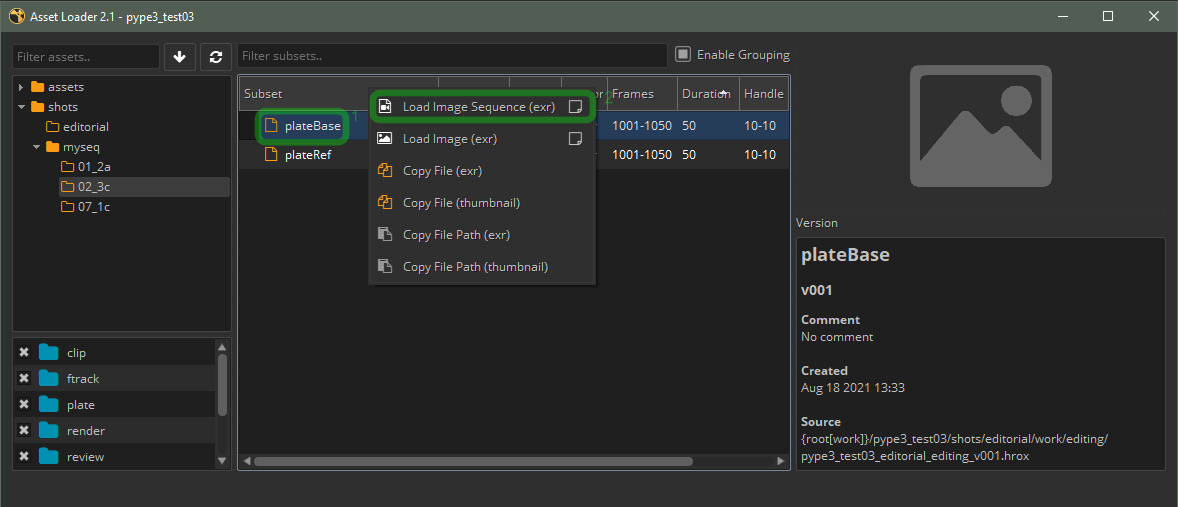 Asset Loader 2.1 - pype3_test03
Filter assets..
Filter subsets..
Enable Grouping
assets
shots
editorial
myseq
01_2a
02_3c
07_1c
Subset
Frames
Duration
Handle
plateBase
1
1001-1050
50
10-10
plateRef
1001-1050
50
10-10
Load Image Sequence (exr)
2
Load Image (exr)
Copy File (exr)
Copy File (thumbnail)
Copy File Path (exr)
Copy File Path (thumbnail)
clip
ftrack
plate
render
review
Version
plateBase
v001
Comment
No comment
Created
Aug 18 2021 13:33
Source
{root[work]}/pype3_test03/shots/editorial/work/editing/
pype3_test03_editorial_editing_v001.hrox